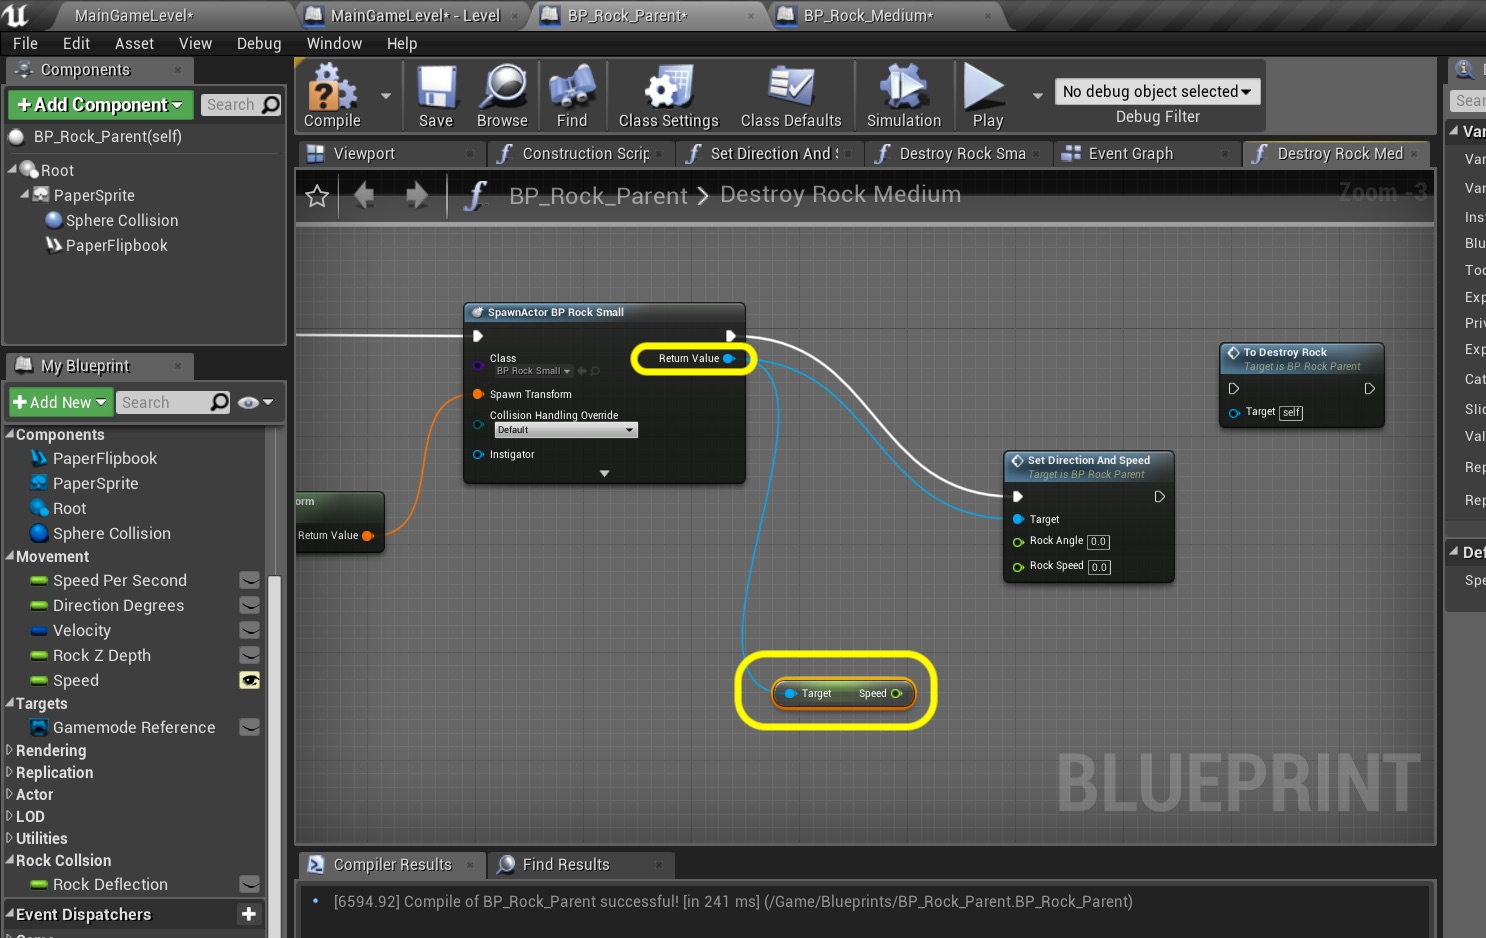 MainGameLevel*
MainGameLevel* - Level
BP_Rock_Parent*
BP_Rock_Medium*
File Edit Asset View Debug Window Help
Components
+Add Component
Search
BP_Rock_Parent(self)
Root
PaperSprite
Sphere Collision
PaperFlipbook
Compile
Save
Browse
Find
Class Settings
Class Defaults
Simulation
Play
No debug object selected
Debug Filter
Viewport
Construction Scrip
Set Direction And
Destroy Rock Sma
Event Graph
Destroy Rock Med
BP_Rock_Parent > Destroy Rock Medium
Zoom -3
SpawnActor BP Rock Small
Class
BP Rock Small
Return Value
Spawn Transform
Collision Handling Override
Default
Instigator
orm
Return Value
Set Direction And Speed
Target is BP Rock Parent
Target
Rock Angle 0.0
Rock Speed 0.0
To Destroy Rock
Target is BP Rock Parent
Target self
Target Speed
BLUEPRINT
My Blueprint
+Add New
Search
Components
PaperFlipbook
PaperSprite
Root
Sphere Collision
Movement
Speed Per Second
Direction Degrees
Velocity
Rock Z Depth
Speed
Targets
Gamemode Reference
Rendering
Replication
Actor
LOD
Utilities
Rock Collsion
Rock Deflection
Event Dispatchers
Compiler Results
Find Results
[6594.92] Compile of BP_Rock_Parent successful! [in 241 ms] (/Game/Blueprints/BP_Rock_Parent.BP_Rock_Parent)
Sear
Var
Var
Var
Inst
Blu
Too
Exp
Priv
Exp
Cat
Slid
Val
Rep
Rep
Def
Spe